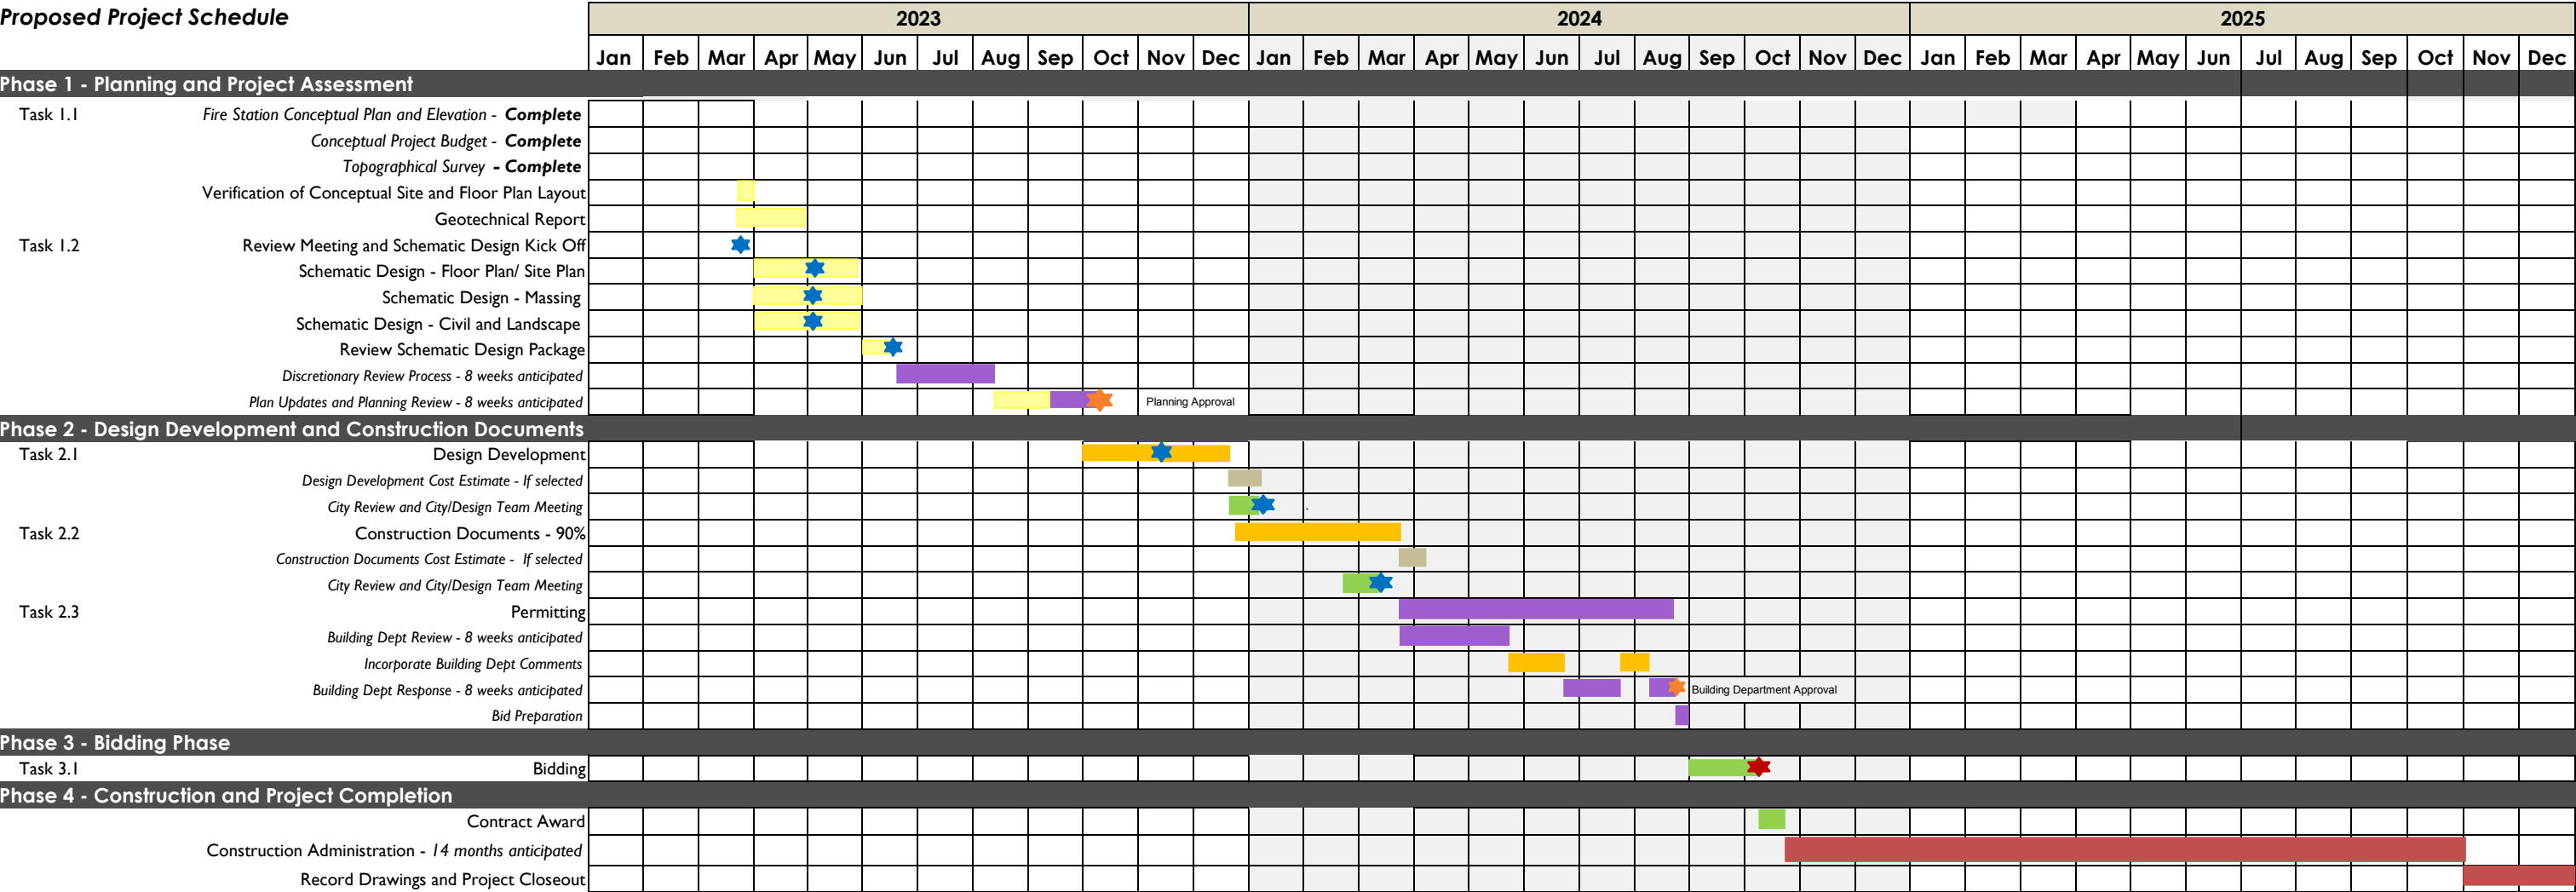 Proposed Project Schedule
2023 2024 2025
Jan Feb Mar Apr May Jun Jul Aug Sep Oct Nov Dec Jan Feb Mar Apr May Jun Jul Aug Sep Oct Nov Dec Jan Feb Mar Apr May Jun Jul Aug Sep Oct Nov Dec
Phase 1 - Planning and Project Assessment
Task 1.1 Fire Station Conceptual Plan and Elevation - Complete
Conceptual Project Budget - Complete
Topographical Survey - Complete
Verification of Conceptual Site and Floor Plan Layout
Geotechnical Report
Task 1.2 Review Meeting and Schematic Design Kick Off
Schematic Design - Floor Plan/ Site Plan
Schematic Design - Massing
Schematic Design - Civil and Landscape
Review Schematic Design Package
Discretionary Review Process - 8 weeks anticipated
Plan Updates and Planning Review - 8 weeks anticipated Planning Approval
Phase 2 - Design Development and Construction Documents
Task 2.1 Design Development
Design Development Cost Estimate - If selected
City Review and City/Design Team Meeting
Task 2.2 Construction Documents - 90%
Construction Documents Cost Estimate - If selected
City Review and City/Design Team Meeting
Task 2.3 Permitting
Building Dept Review - 8 weeks anticipated
Incorporate Building Dept Comments
Building Dept Response - 8 weeks anticipated Building Department Approval
Bid Preparation
Phase 3 - Bidding Phase
Task 3.1 Bidding
Phase 4 - Construction and Project Completion
Contract Award
Construction Administration - 14 months anticipated
Record Drawings and Project Closeout